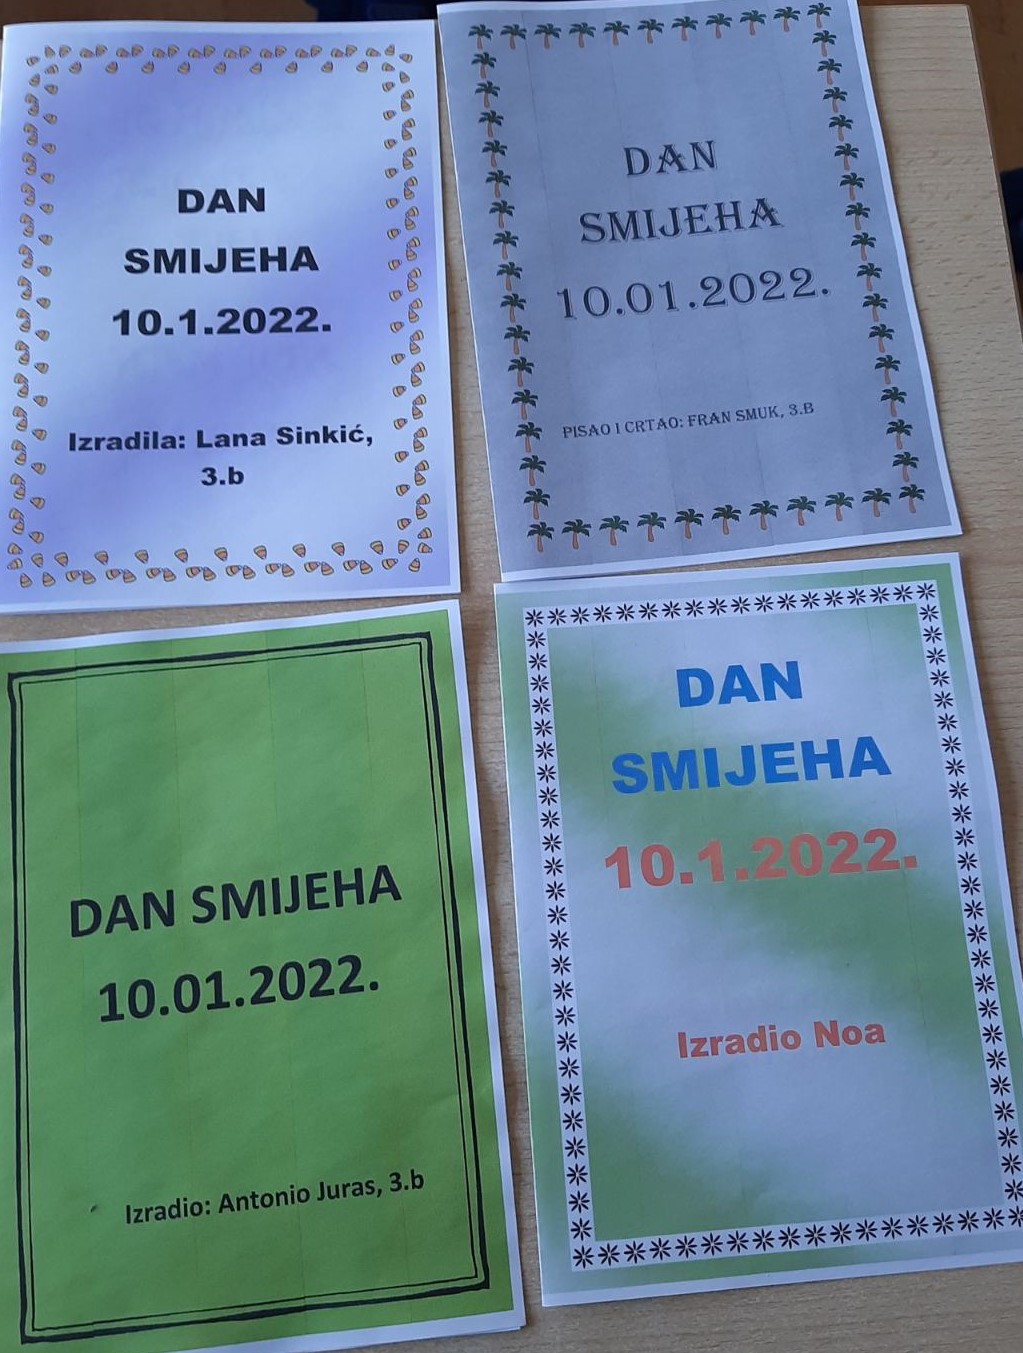 DAN
SMIJEHA
10.1.2022.
Izradila: Lana Sinkić,
3.b
DAN
SMIJEHA
10.01.2022.
PISAO I CRTAO: FRAN SMUK, 3.B
DAN SMIJEHA
10.01.2022.
Izradio: Antonio Juras, 3.b
DAN
SMIJEHA
10.1.2022.
Izradio Noa